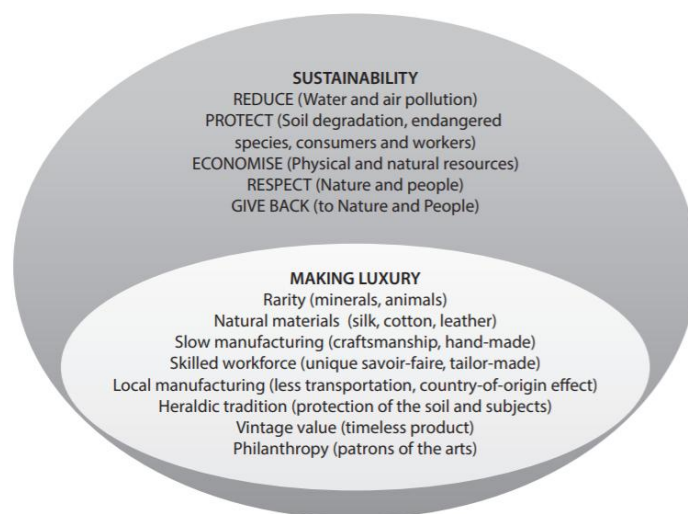 SUSTAINABILITY
REDUCE (Water and air pollution)
PROTECT (Soil degradation, endangered
species, consumers and workers)
ECONOMISE (Physical and natural resources)
RESPECT (Nature and people)
GIVE BACK (to Nature and People)
MAKING LUXURY
Rarity (minerals, animals)
Natural materials (silk, cotton, leather)
Slow manufacturing (craftsmanship, hand-made)
Skilled workforce (unique savoir-faire, tailor-made)
Local manufacturing (less transportation, country-of-origin effect)
Heraldic tradition (protection of the soil and subjects)
Vintage value (timeless product)
Philanthropy (patrons of the arts)